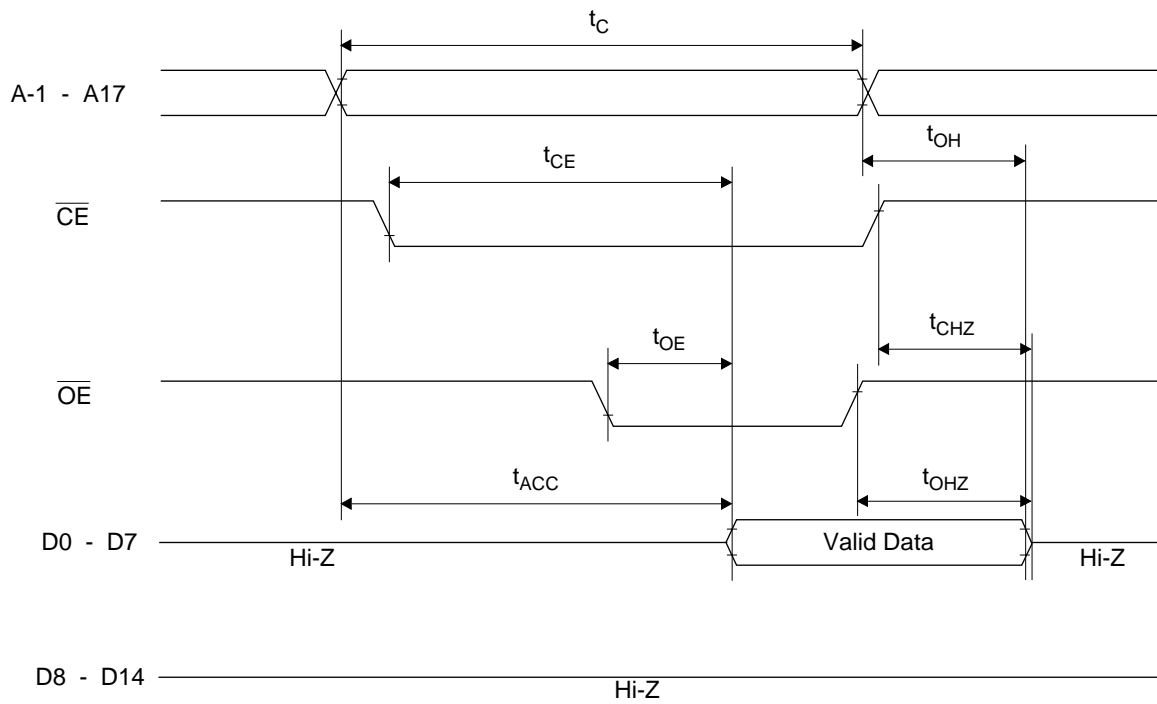 tC
A-1 - A17
tOH
tCE
CE
tCHZ
tOE
OE
tACC
tOHZ
D0 - D7
Valid Data
Hi-Z
Hi-Z
D8 - D14
Hi-Z